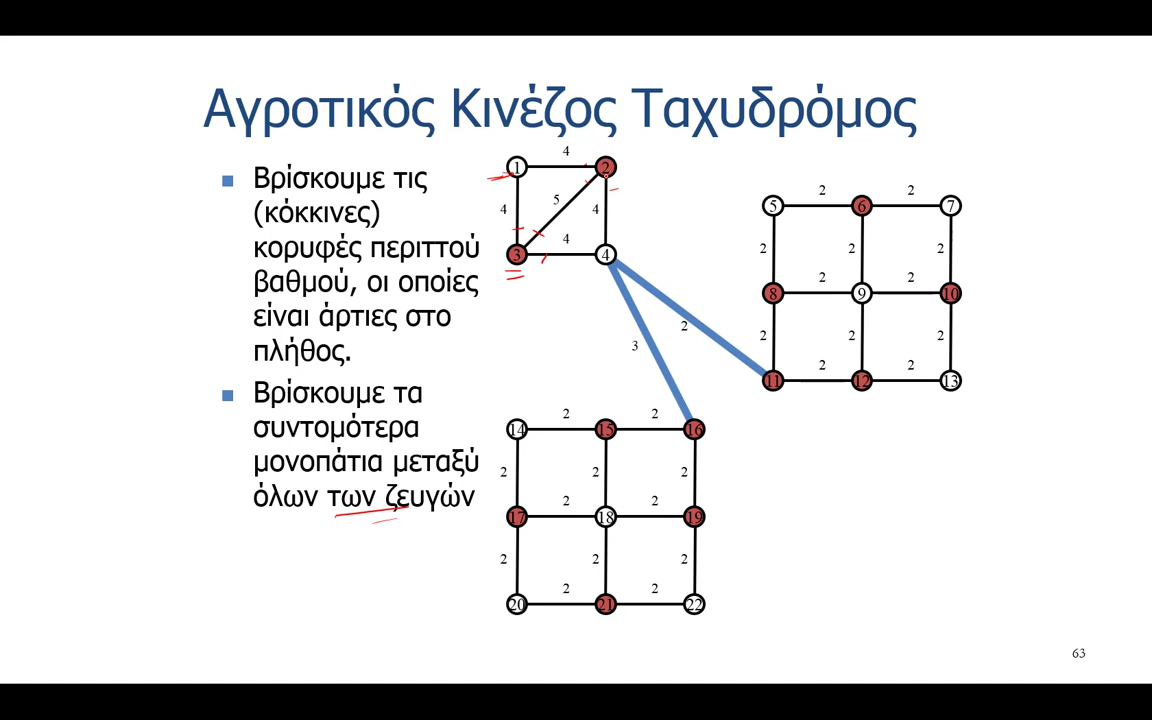 Αγροτικός Κινέζος Ταχυδρόμος
Βρίσκουμε τις
(κόκκινες)
κορυφές περιττού
βαθμού, οι οποίες
είναι άρτιες στο
πλήθος.
Βρίσκουμε τα
συντομότερα
μονοπάτια μεταξύ
όλων των ζευγών
4
1 2
4 5 4
4
3 4
2 3
2 2
5 6 7
2 2 2
2 2
8 9 10
2 2 2
2 2
11 12 13
2 2
14 15 16
2 2 2
2 2
17 18 19
2 2 2
2 2
20 21 22
63